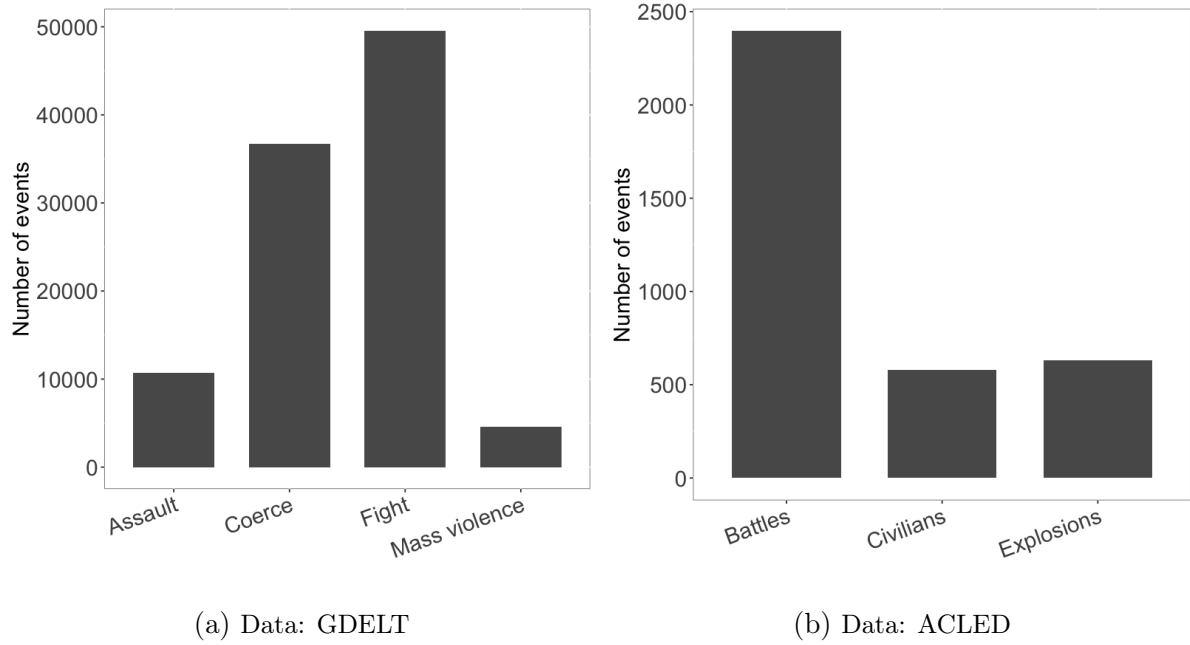 Number of events
50000
40000
30000
20000
10000
0
Assault
Coerce
Fight
Mass violence
(a) Data: GDELT
Number of events
2500
2000
1500
1000
500
0
Battles
Civilians
Explosions
(b) Data: ACLED